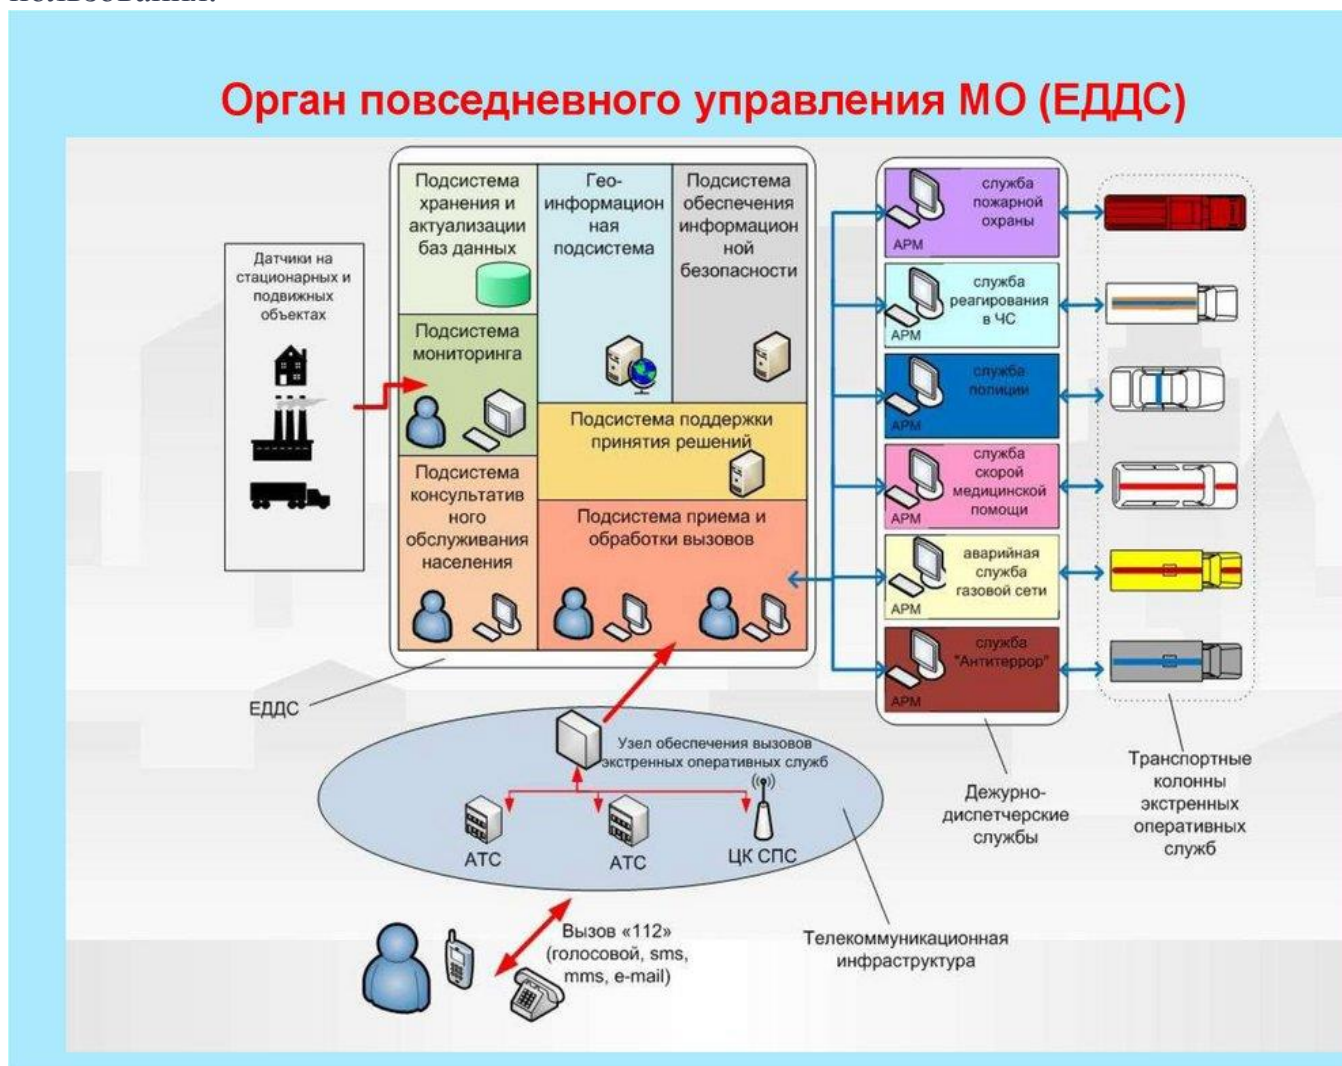 Орган повседневного управления МО (ЕДДС)
Датчики на
стационарных и
подвижных
объектах
Подсистема
хранения и
актуализации
баз данных
Гео-
информацион
ная
подсистема
Подсистема
обеспечения
информацион
ной
безопасности
Подсистема
мониторинга
Подсистема поддержки
принятия решений
Подсистема
консультатив
ного
обслуживания
населения
Подсистема приема и
обработки вызовов
ЕДДС
служба
пожарной
охраны
АРМ
служба
реагирования
в ЧС
АРМ
служба
полиции
АРМ
служба
скорой
медицинской
помощи
АРМ
аварийная
служба
газовой сети
АРМ
служба
"Антитеррор"
АРМ
Узел обеспечения вызовов
экстренных оперативных служб
АТС
АТС
ЦК СПС
Дежурно-
диспетчерские
службы
Транспортные
колонны
экстренных
оперативных
служб
Вызов «112»
(голосовой, sms,
mms, e-mail)
Телекоммуникационная
инфраструктура